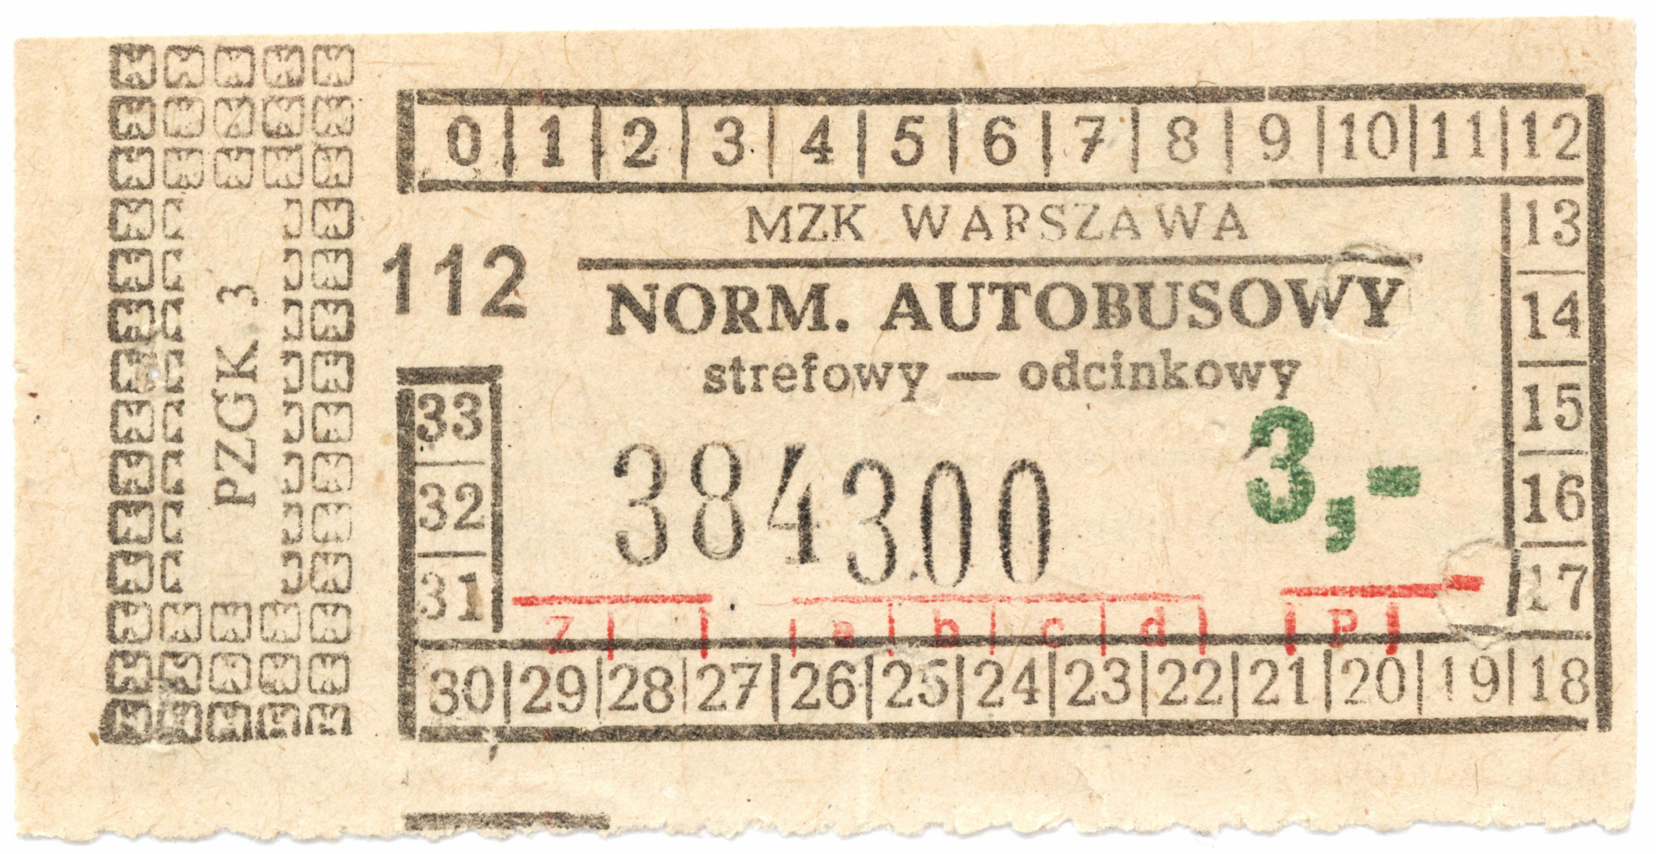 0 1 2 3 4 5 6 7 8 9 10 11 12
MZK WARSZAWA
13
112
NORM. AUTOBUSOWY
14
strefowy — odcinkowy
PZGK 3
33
15
384300
3,-
32
16
31
17
Z a b c d P
30 29 28 27 26 25 24 23 22 21 20 19 18